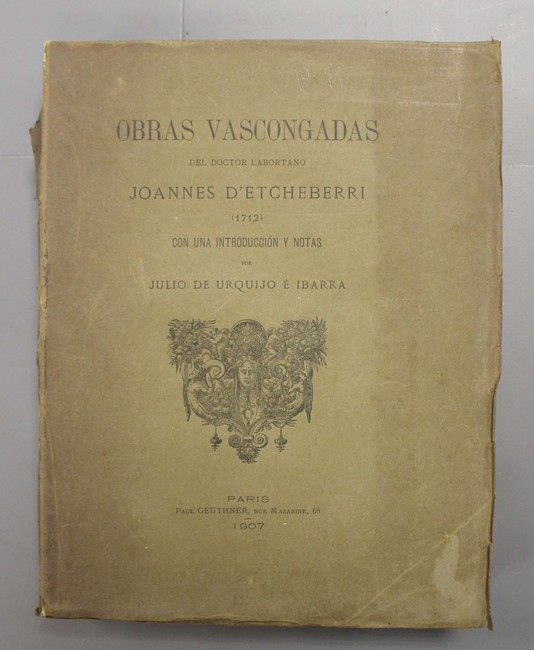 OBRAS VASCONGADAS
DEL DOCTOR LABORTANO
JOANNES D'ETCHEBERRI
(1712)
CON UNA INTRODUCCIÓN Y NOTAS
POR
JULIO DE URQUIJO É IBARRA
PARIS
PAUL GEUTHNER, RUE MAZARINE, 68
1907